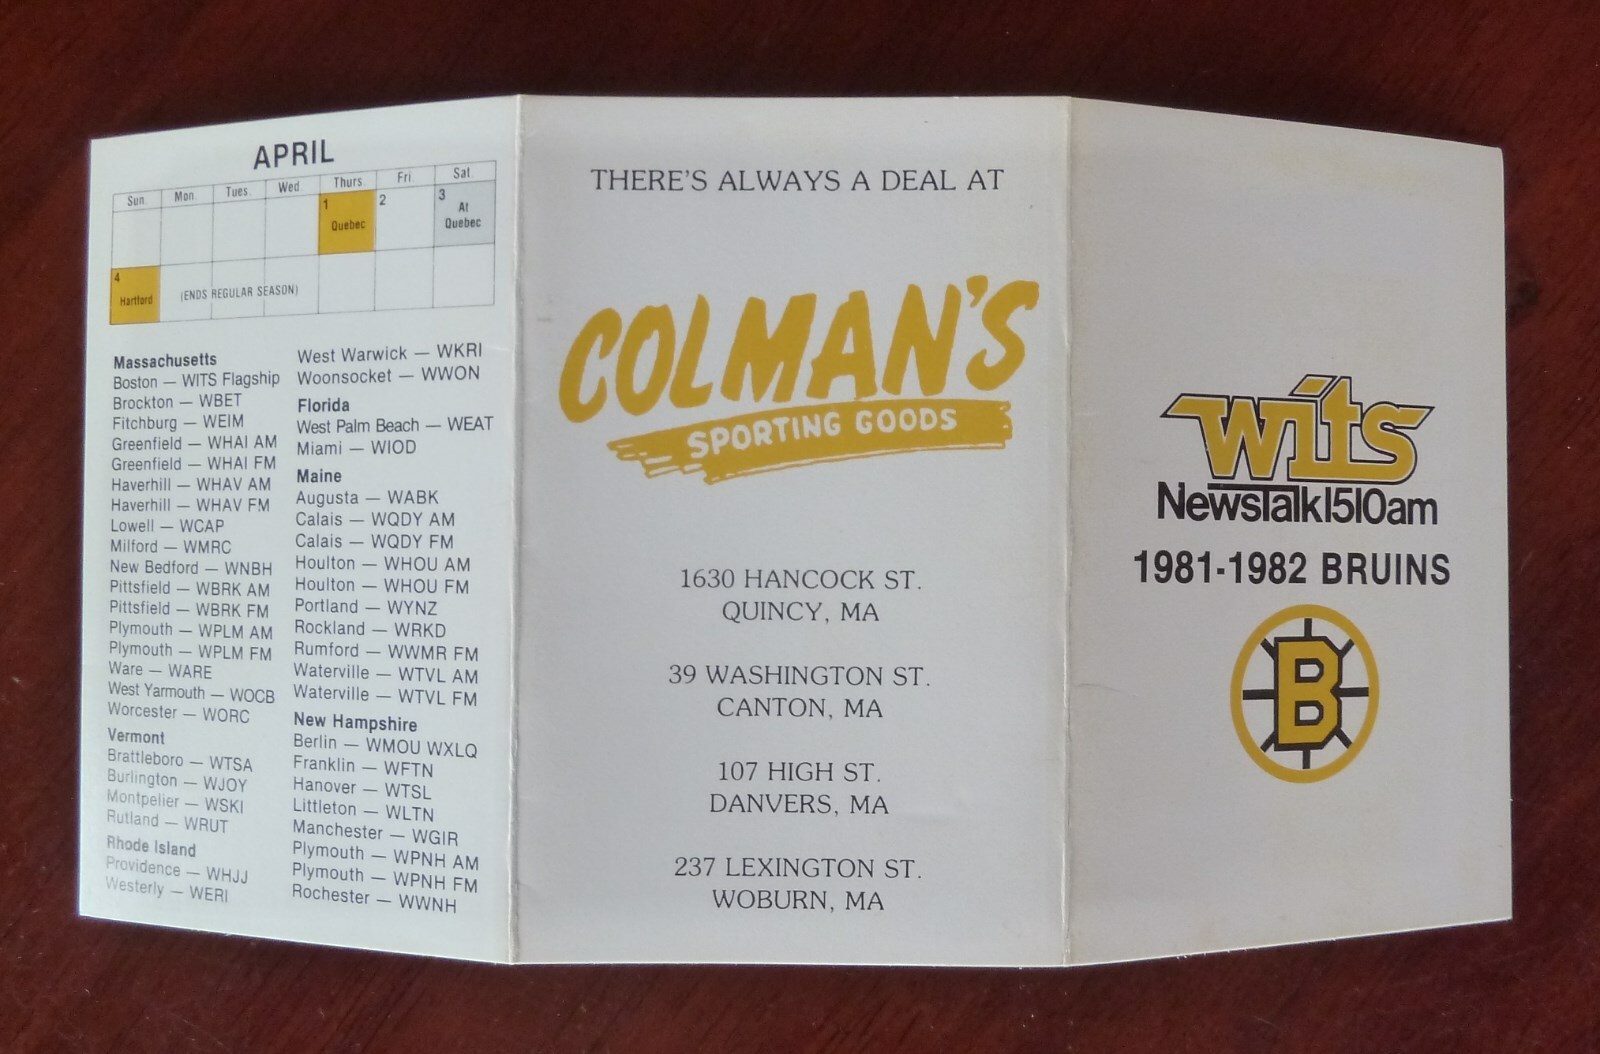 APRIL
Sun. Mon. Tues. Wed. Thurs. Fri. Sat.
1 Quebec 2 3 At Quebec
4 Hartford (ENDS REGULAR SEASON)
Massachusetts
Boston — WITS Flagship
Brockton — WBET
Fitchburg — WEIM
Greenfield — WHAI AM
Greenfield — WHAI FM
Haverhill — WHAV AM
Haverhill — WHAV FM
Lowell — WCAP
Milford — WMRC
New Bedford — WNBH
Pittsfield — WBRK AM
Pittsfield — WBRK FM
Plymouth — WPLM AM
Plymouth — WPLM FM
Ware — WARE
West Yarmouth — WOCB
Worcester — WORC
Vermont
Brattleboro — WTSA
Burlington — WJOY
Montpelier — WSKI
Rutland — WRUT
Rhode Island
Providence — WHJJ
Westerly — WERI
West Warwick — WKRI
Woonsocket — WWON
Florida
West Palm Beach — WEAT
Miami — WIOD
Maine
Augusta — WABK
Calais — WQDY AM
Calais — WQDY FM
Houlton — WHOU AM
Houlton — WHOU FM
Portland — WYNZ
Rockland — WRKD
Rumford — WWMR FM
Waterville — WTVL AM
Waterville — WTVL FM
New Hampshire
Berlin — WMOU WXLQ
Franklin — WFTN
Hanover — WTSL
Littleton — WLTN
Manchester — WGIR
Plymouth — WPNH AM
Plymouth — WPNH FM
Rochester — WWNH
THERE'S ALWAYS A DEAL AT
COLMAN'S
SPORTING GOODS
1630 HANCOCK ST.
QUINCY, MA
39 WASHINGTON ST.
CANTON, MA
107 HIGH ST.
DANVERS, MA
237 LEXINGTON ST.
WOBURN, MA
wits
NewsTalk1510am
1981-1982 BRUINS
B